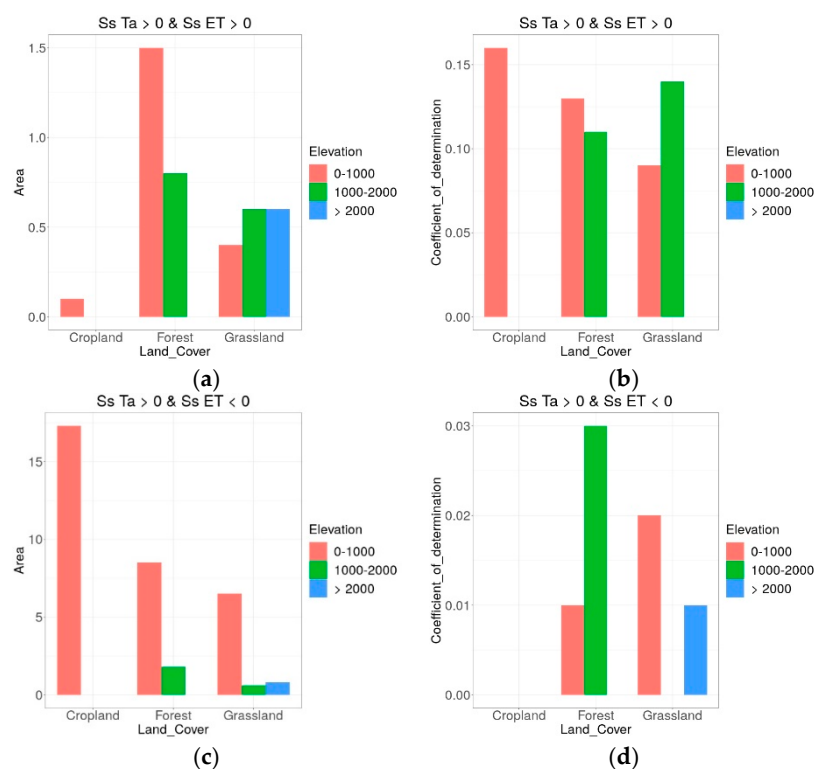 Ss Ta > 0 & Ss ET > 0
Area
1.5
1.0
0.5
0.0
Cropland Forest Grassland
Land_Cover
Elevation
0-1000
1000-2000
> 2000
(a)
Ss Ta > 0 & Ss ET > 0
Coefficient_of_determination
0.15
0.10
0.05
0.00
Cropland Forest Grassland
Land_Cover
Elevation
0-1000
1000-2000
> 2000
(b)
Ss Ta > 0 & Ss ET < 0
Area
15
10
5
0
Cropland Forest Grassland
Land_Cover
Elevation
0-1000
1000-2000
> 2000
(c)
Ss Ta > 0 & Ss ET < 0
Coefficient_of_determination
0.03
0.02
0.01
0.00
Cropland Forest Grassland
Land_Cover
Elevation
0-1000
1000-2000
> 2000
(d)